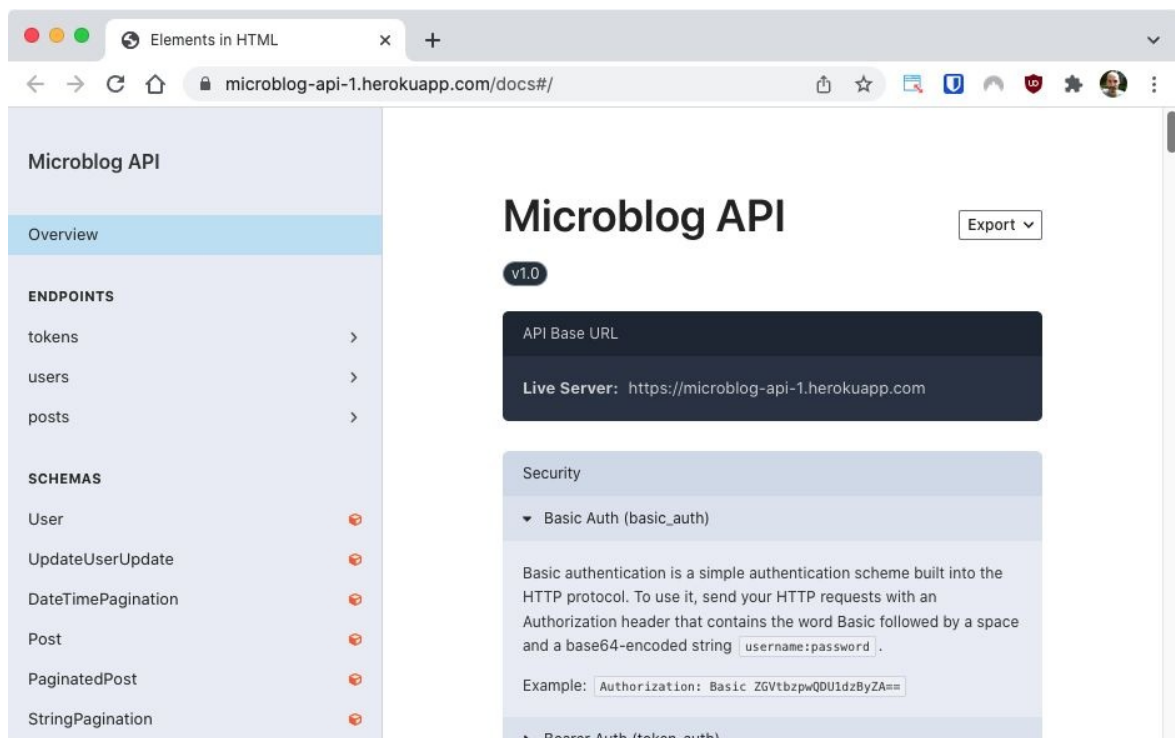 Elements in HTML
microblog-api-1.herokuapp.com/docs#/
Microblog API
Overview
ENDPOINTS
tokens
users
posts
SCHEMAS
User
UpdateUserUpdate
DateTimePagination
Post
PaginatedPost
StringPagination
Microblog API
Export
v1.0
API Base URL
Live Server: https://microblog-api-1.herokuapp.com
Security
Basic Auth (basic_auth)
Basic authentication is a simple authentication scheme built into the
HTTP protocol. To use it, send your HTTP requests with an
Authorization header that contains the word Basic followed by a space
and a base64-encoded string username:password .
Example: Authorization: Basic ZGVtbzpwQDU1dzByZA==
Bearer Auth (token_auth)